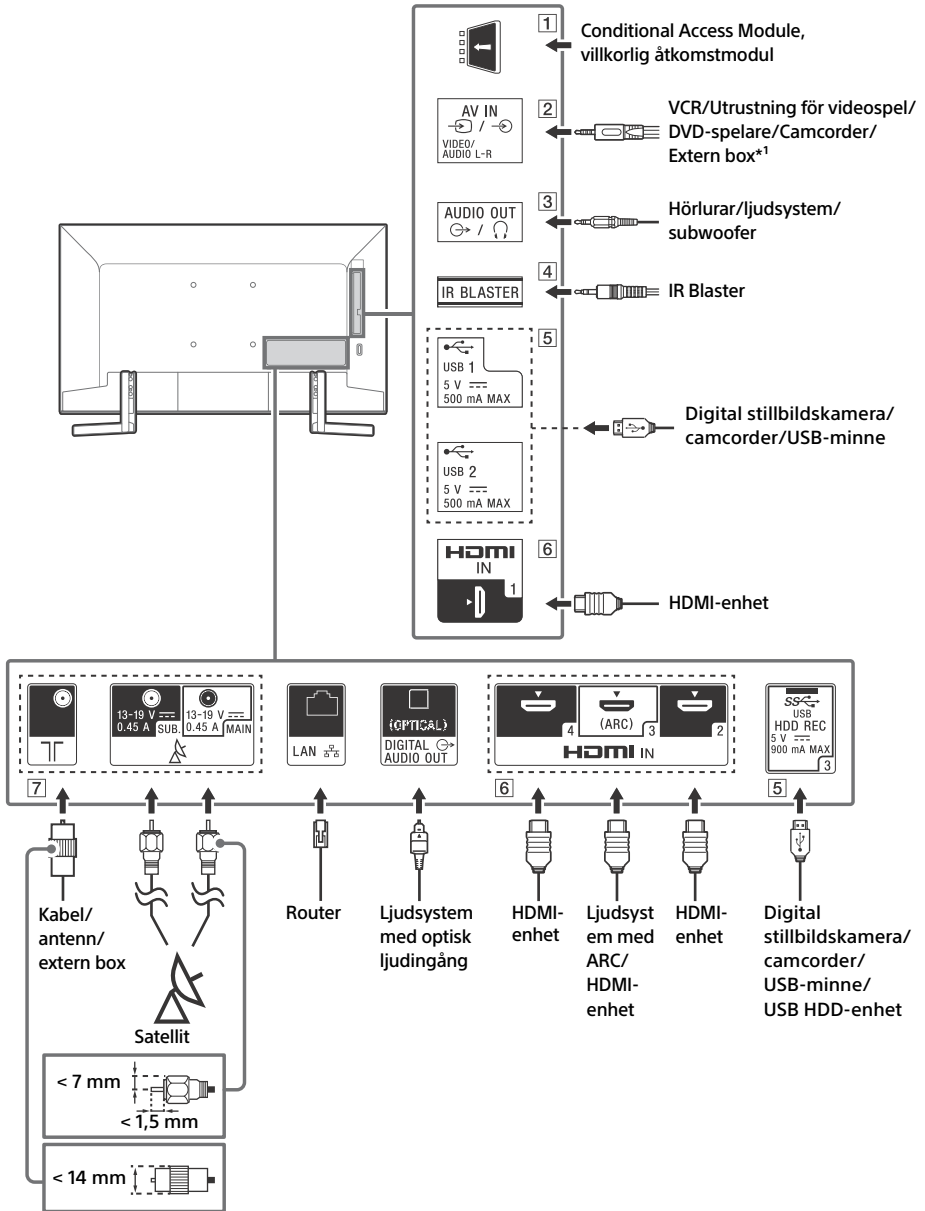 1
Conditional Access Module,
villkorlig åtkomstmodul
AV IN
/
VIDEO/
AUDIO L-R
2
VCR/Utrustning för videospel/
DVD-spelare/Camcorder/
Extern box*1
AUDIO OUT
/
3
Hörlurar/ljudsystem/
subwoofer
4
IR BLASTER
IR Blaster
5
USB 1
5 V
500 mA MAX
USB 2
5 V
500 mA MAX
Digital stillbildskamera/
camcorder/USB-minne
HDMI
IN
1
6
HDMI-enhet
13-19 V
0.45 A
SUB.
13-19 V
0.45 A
MAIN
LAN
(OPTICAL)
DIGITAL
AUDIO OUT
4
(ARC)
3
2
HDMI IN
SS
USB
HDD REC
5 V
900 mA MAX
3
7
6
5
Kabel/
antenn/
extern box
Satellit
Router
Ljudsystem
med optisk
ljudingång
HDMI-
enhet
Ljudsyst
em med
ARC/
HDMI-
enhet
HDMI-
enhet
Digital
stillbildskamera/
camcorder/
USB-minne/
USB HDD-enhet
< 7 mm
< 1,5 mm
< 14 mm